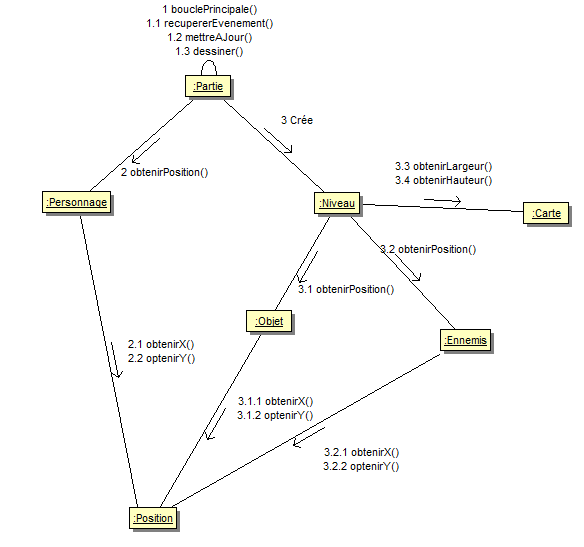 1 bouclePrincipale()
1.1 recupererEvenement()
1.2 mettreAJour()
1.3 dessiner()
:Partie
3 Crée
2 obtenirPosition()
3.3 obtenirLargeur()
3.4 obtenirHauteur()
:Personnage
:Niveau
:Carte
3.2 obtenirPosition()
3.1 obtenirPosition()
:Objet
:Ennemis
2.1 obtenirX()
2.2 optenirY()
3.1.1 obtenirX()
3.1.2 optenirY()
3.2.1 obtenirX()
3.2.2 optenirY()
:Position